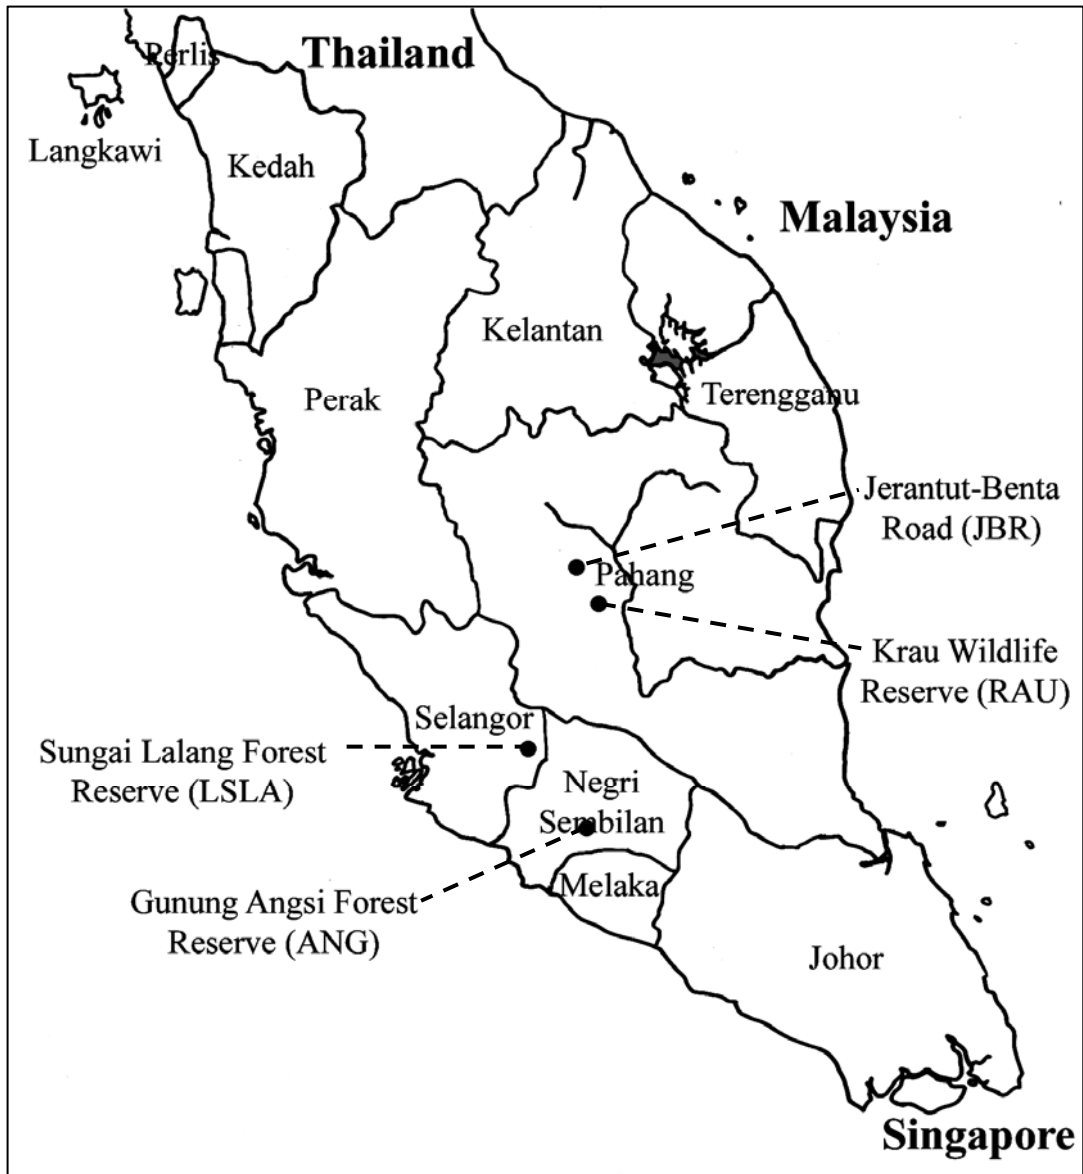 Perlis
Thailand
Langkawi
Kedah
Malaysia
Kelantan
Perak
Terengganu
Jerantut-Benta
Road (JBR)
Pahang
Krau Wildlife
Reserve (RAU)
Selangor
Sungai Lalang Forest
Reserve (LSLA)
Negri
Sembilan
Melaka
Gunung Angsi Forest
Reserve (ANG)
Johor
Singapore